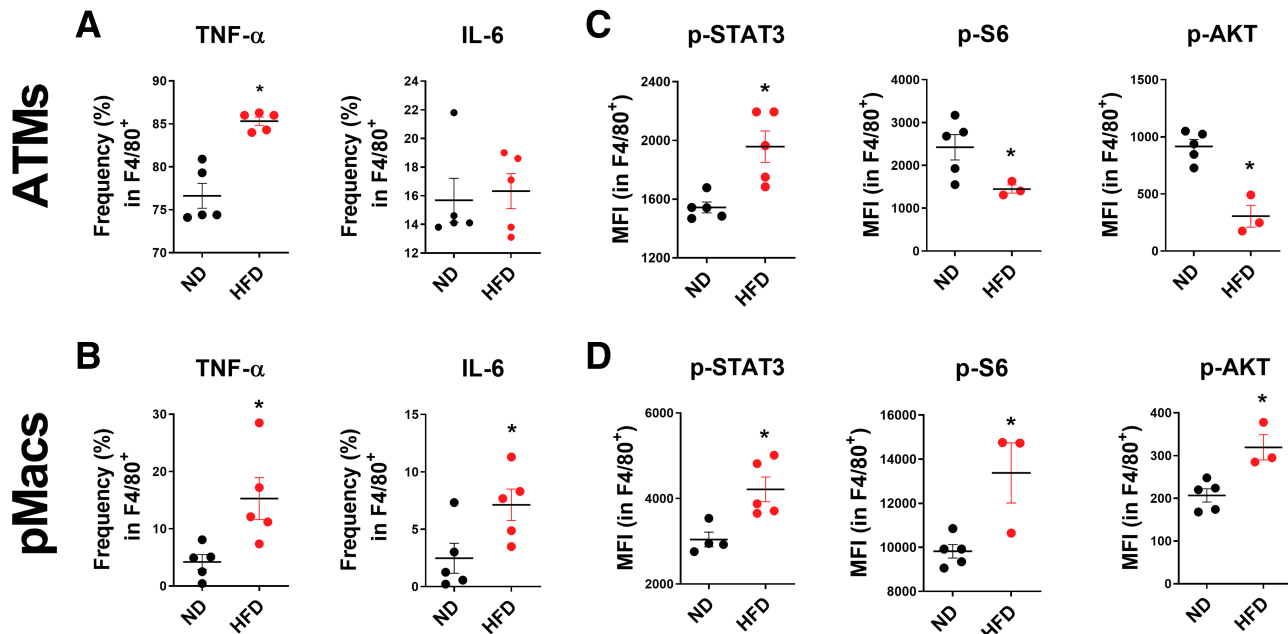 ATMs
A
TNF-α
Frequency (%)
in F4/80+
90
85
80
75
70
*
ND
HFD
IL-6
Frequency (%)
in F4/80+
24
22
20
18
16
14
12
ND
HFD
C
p-STAT3
MFI (in F4/80+)
2400
2000
1600
1200
*
ND
HFD
p-S6
MFI (in F4/80+)
4000
3000
2000
1000
0
*
ND
HFD
p-AKT
MFI (in F4/80+)
1500
1000
500
0
*
ND
HFD
pMacs
B
TNF-α
Frequency (%)
in F4/80+
30
20
10
0
*
ND
HFD
IL-6
Frequency (%)
in F4/80+
15
10
5
0
*
ND
HFD
D
p-STAT3
MFI (in F4/80+)
6000
4000
2000
*
ND
HFD
p-S6
MFI (in F4/80+)
16000
14000
12000
10000
8000
*
ND
HFD
p-AKT
MFI (in F4/80+)
400
300
200
100
0
*
ND
HFD